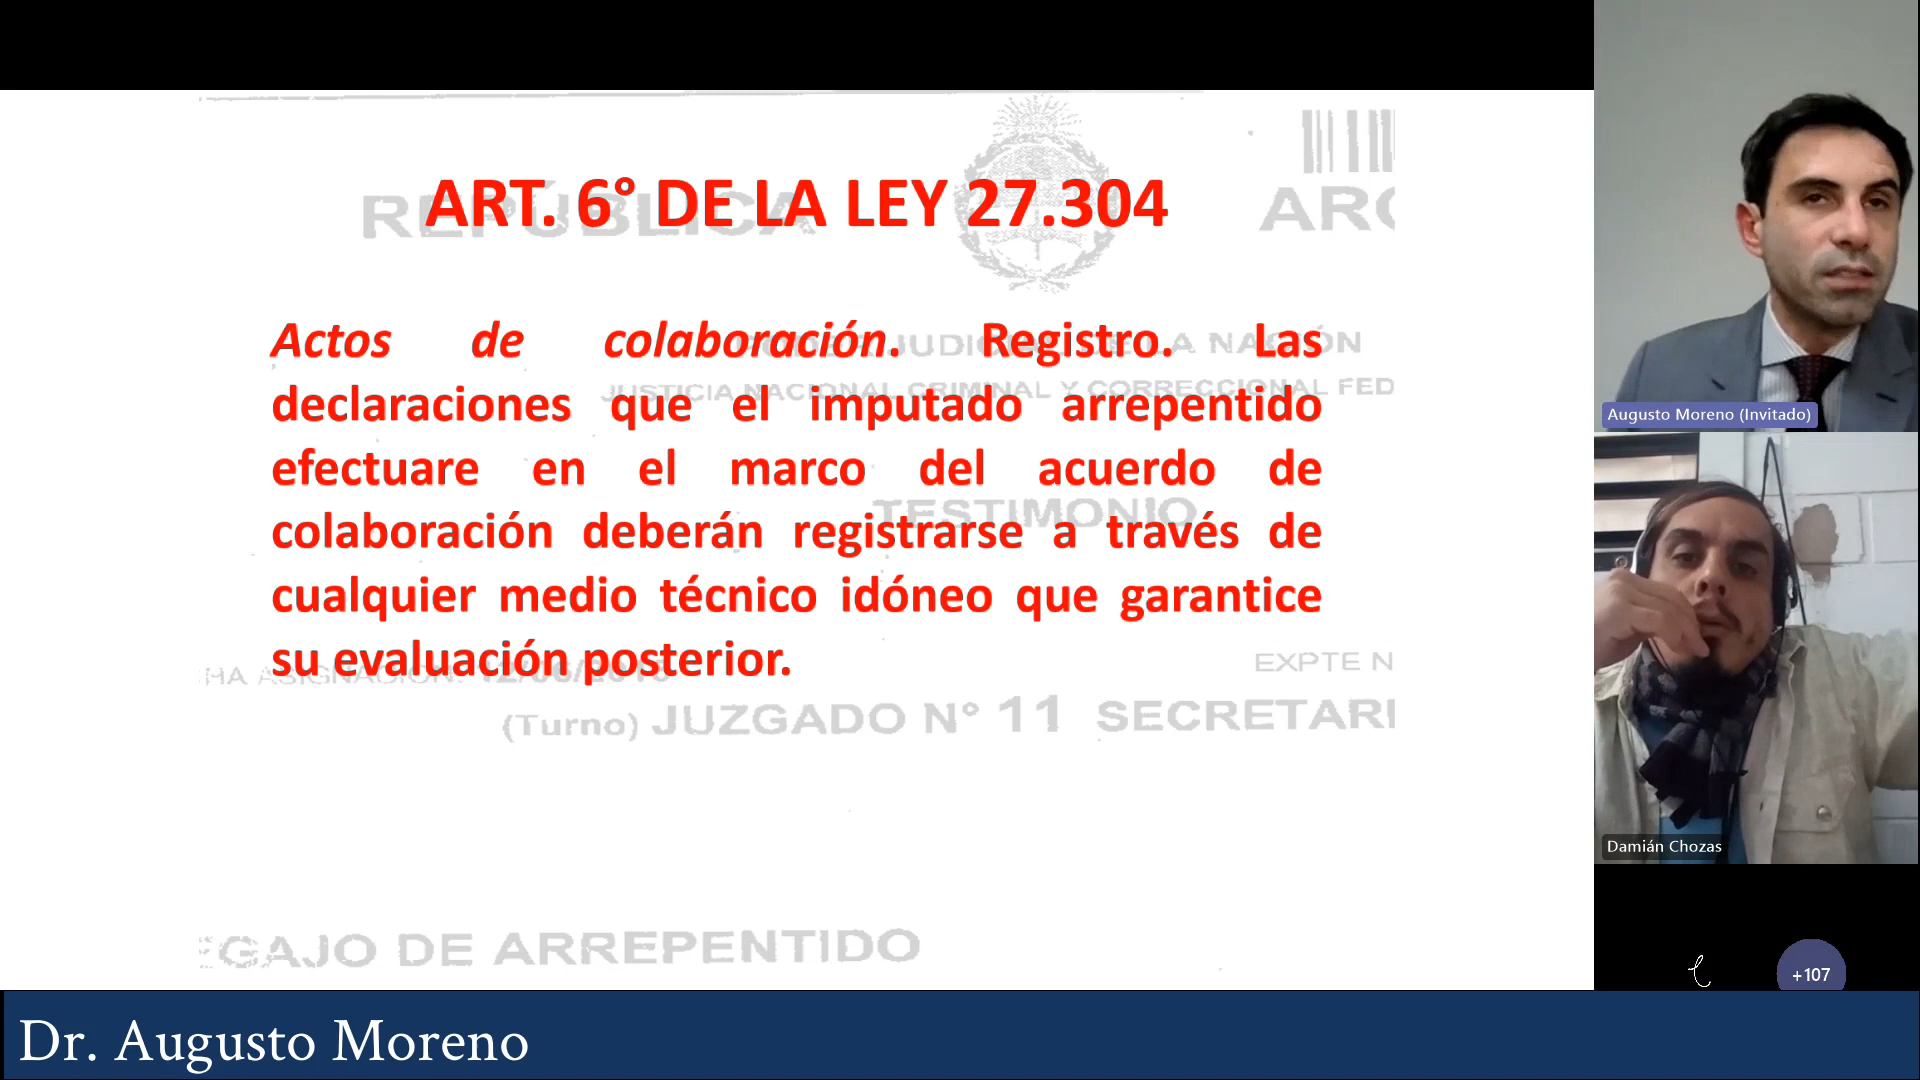 REPÚBLICA
ART. 6° DE LA LEY 27.304
Actos de colaboración. Registro. Las
declaraciones que el imputado arrepentido
efectuare en el marco del acuerdo de
colaboración deberán registrarse a través de
cualquier medio técnico idóneo que garantice
su evaluación posterior.
JUSTICIA NACIONAL CRIMINAL Y CORRECCIONAL FED
TESTIMONIO
EXPTE N
(Turno) JUZGADO N° 11 SECRETARI
EGAJO DE ARREPENTIDO
Augusto Moreno (Invitado)
Damián Chozas
+107
Dr. Augusto Moreno